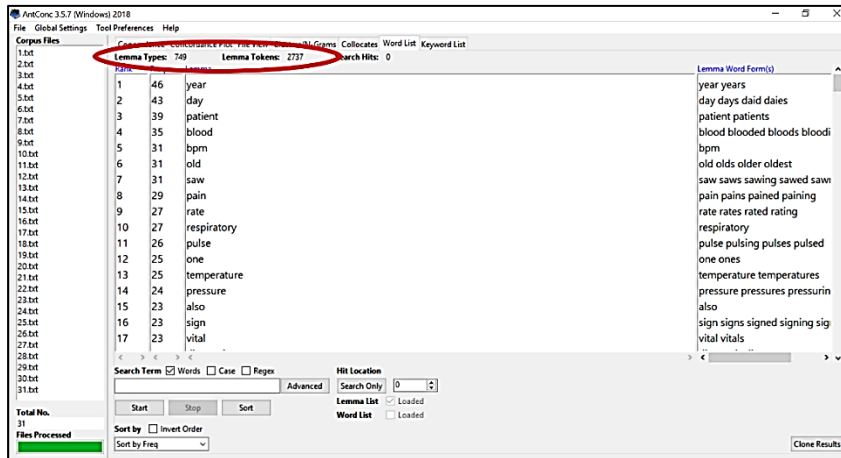 AntConc 3.5.7 (Windows) 2018
File Global Settings Tool Preferences Help
Corpus Files
1.txt
2.txt
3.txt
4.txt
5.txt
6.txt
7.txt
8.txt
9.txt
10.txt
11.txt
12.txt
13.txt
14.txt
15.txt
16.txt
17.txt
18.txt
19.txt
20.txt
21.txt
22.txt
23.txt
24.txt
25.txt
26.txt
27.txt
28.txt
29.txt
30.txt
31.txt
Total No.
31
Files Processed
Concordance Concordance Plot File View Grams Collocates Word List Keyword List
Lemma Types: 749 Lemma Tokens: 2737 Search Hits: 0
Rank Lemma Lemma Word Form(s)
1 46 year year years
2 43 day day days daid daies
3 39 patient patient patients
4 35 blood blood blooded bloods bloodi
5 31 bpm bpm
6 31 old old olds older oldest
7 31 saw saw saws sawing sawed sawn
8 29 pain pain pains pained paining
9 27 rate rate rates rated rating
10 27 respiratory respiratory
11 26 pulse pulse pulsing pulses pulsed
12 25 one one ones
13 25 temperature temperature temperatures
14 24 pressure pressure pressures pressurin
15 23 also also
16 23 sign sign signs signed signing sig
17 23 vital vital vitals
Search Term Words Case Regex Hit Location
Advanced Search Only 0
Start Stop Sort Lemma List Loaded
Word List Loaded
Sort by Invert Order
Sort by Freq Clone Results